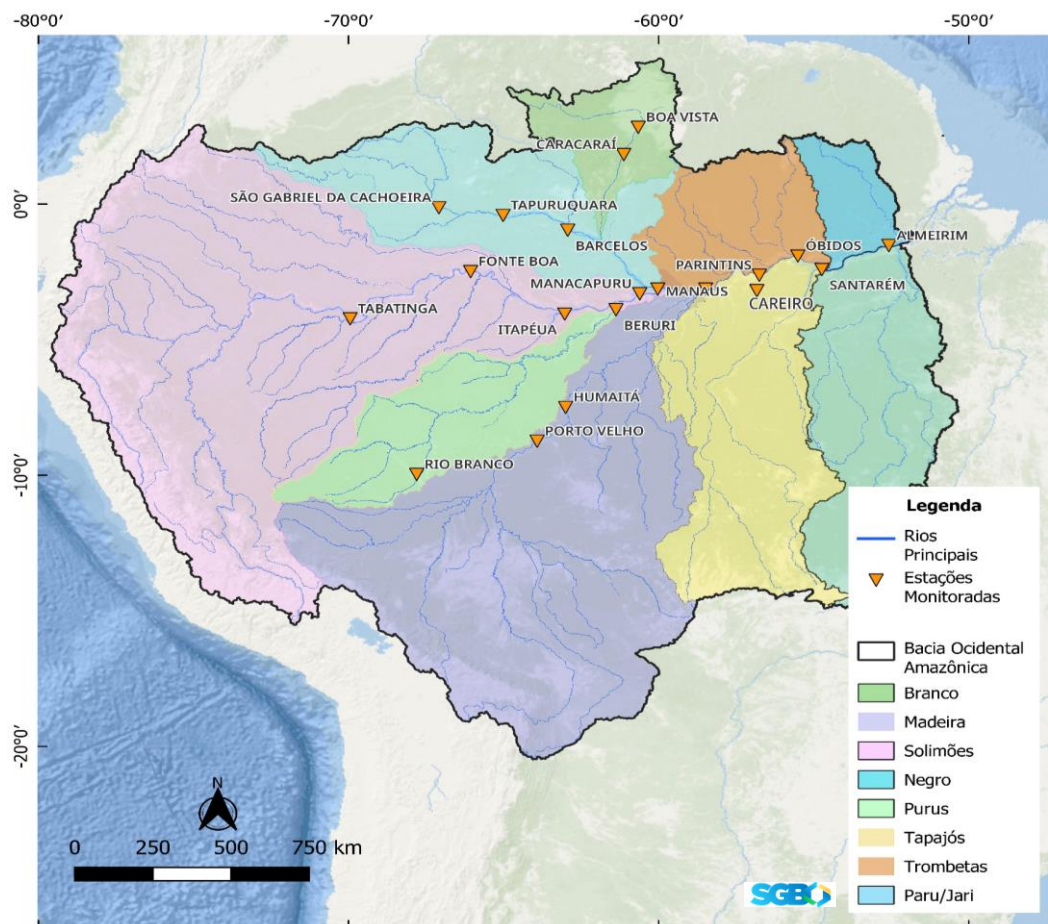 -80°0' -70°0' -60°0' -50°0'
BOA VISTA
CARACARAÍ
0°0'
SÃO GABRIEL DA CACHOEIRA
TAPURUQUARA
BARCELOS
ÓBIDOS
ALMEIRIM
FONTE BOA
PARINTINS
MANACAPURU
MANAUS
CAREIRO
SANTARÉM
TABATINGA
ITAPÉUA
BERURI
HUMAITÁ
PORTO VELHO
RIO BRANCO
-10°0'
-20°0'
N
0 250 500 750 km
Legenda
Rios
Principais
Estações
Monitoradas
Bacia Ocidental
Amazônica
Branco
Madeira
Solimões
Negro
Purus
Tapajós
Trombetas
Paru/Jari
SGB